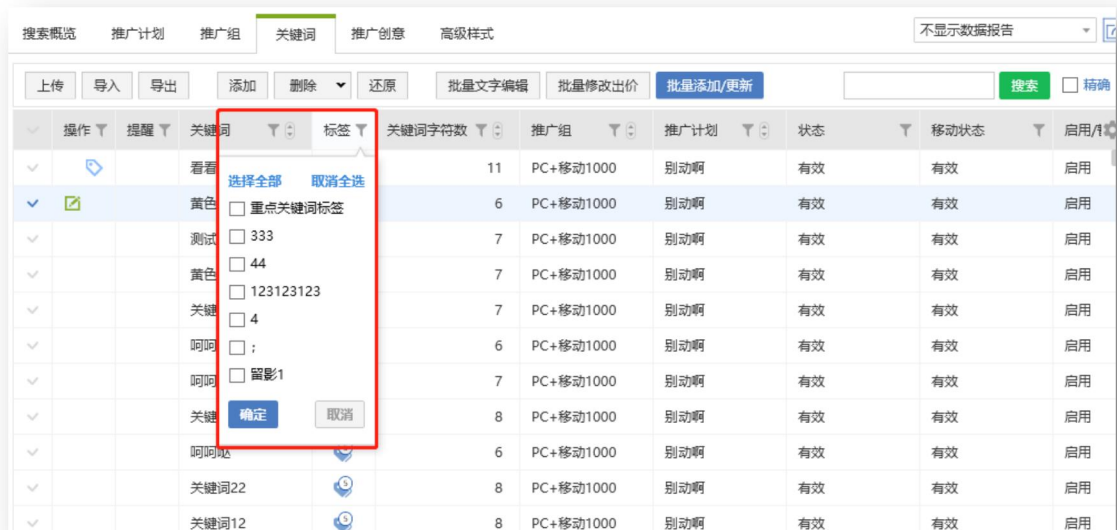 搜索概览 推广计划 推广组 关键词 推广创意 高级样式 不显示数据报告
上传 导入 导出 添加 删除 还原 批量文字编辑 批量修改出价 批量添加/更新 搜索 精确
操作 提醒 关键词 标签 关键词字符数 推广组 推广计划 状态 移动状态 启用/
看看 11 PC+移动1000 别动啊 有效 有效 启用
选择全部 取消全选
黄色 重点关键词标签 6 PC+移动1000 别动啊 有效 有效 启用
测试 333 7 PC+移动1000 别动啊 有效 有效 启用
黄色 44 7 PC+移动1000 别动啊 有效 有效 启用
123123123
关键 4 7 PC+移动1000 别动啊 有效 有效 启用
呵呵 ; 6 PC+移动1000 别动啊 有效 有效 启用
呵呵 留影1 7 PC+移动1000 别动啊 有效 有效 启用
关键 确定 取消 8 PC+移动1000 别动啊 有效 有效 启用
呵呵哒 6 PC+移动1000 别动啊 有效 有效 启用
关键词22 5 8 PC+移动1000 别动啊 有效 有效 启用
关键词12 5 8 PC+移动1000 别动啊 有效 有效 启用